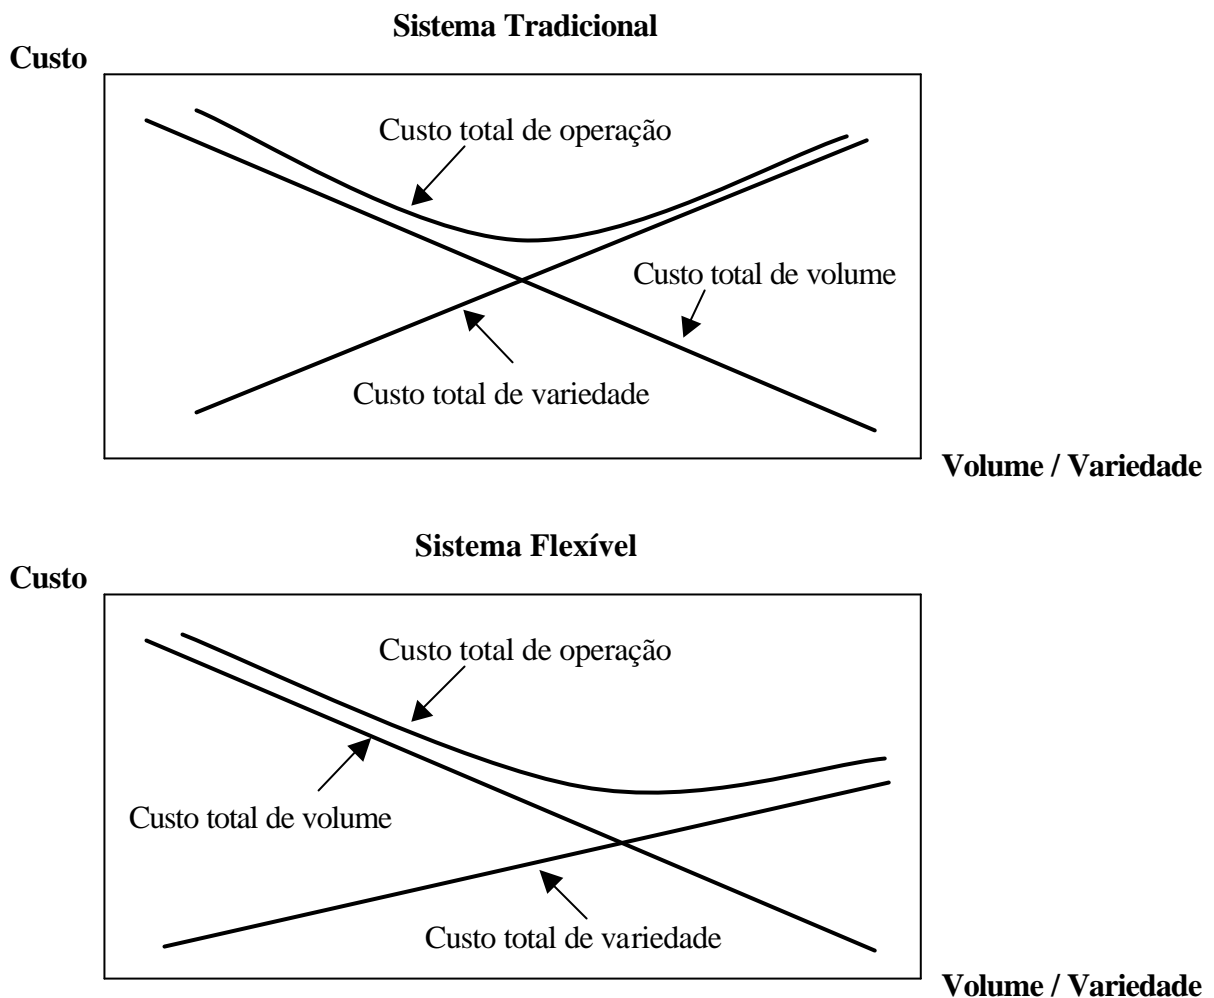 Sistema Tradicional
Custo
Custo total de operação
Custo total de volume
Custo total de variedade
Volume / Variedade
Sistema Flexível
Custo
Custo total de operação
Custo total de volume
Custo total de variedade
Volume / Variedade